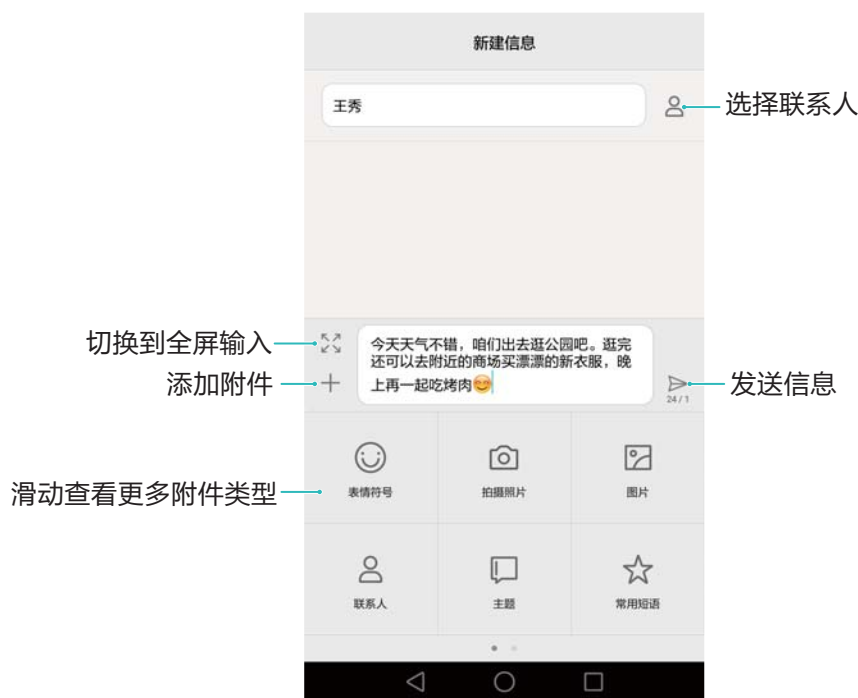 新建信息
王秀
选择联系人
切换到全屏输入
添加附件
今天天气不错，咱们出去逛公园吧。逛完
还可以去附近的商场买漂漂的新衣服，晚
上再一起吃烤肉😊
24 / 1
发送信息
滑动查看更多附件类型
表情符号
拍摄照片
图片
联系人
主题
常用短语